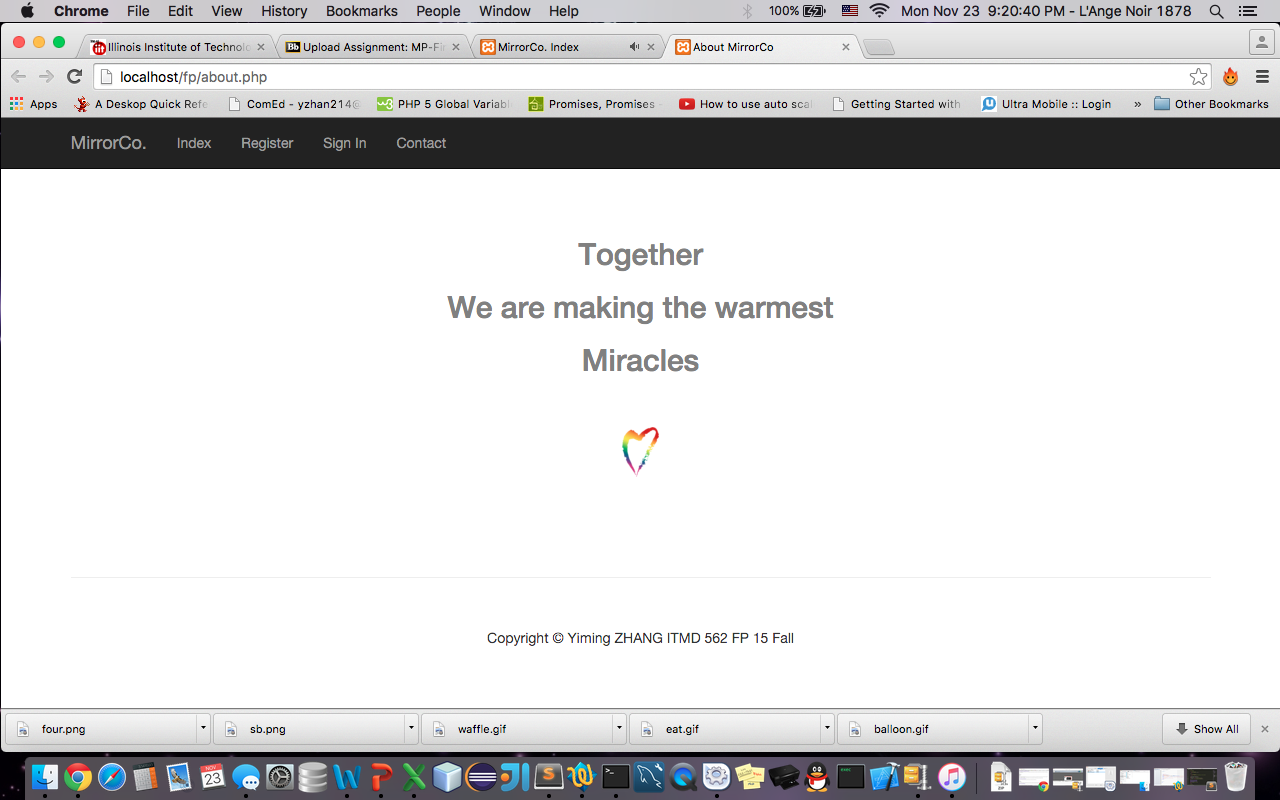 Chrome File Edit View History Bookmarks People Window Help 100% Mon Nov 23 9:20:40 PM - L'Ange Noir 1878
Illinois Institute of Technolo Bb Upload Assignment: MP-Fi MirrorCo. Index About MirrorCo
localhost/fp/about.php
Apps A Deskop Quick Refe ComEd - yzhan214@ PHP 5 Global Variabl Promises, Promises - How to use auto scal Getting Started with Ultra Mobile :: Login » Other Bookmarks
MirrorCo. Index Register Sign In Contact
Together
We are making the warmest
Miracles
Copyright © Yiming ZHANG ITMD 562 FP 15 Fall
four.png sb.png waffle.gif eat.gif balloon.gif Show All
NOV
23